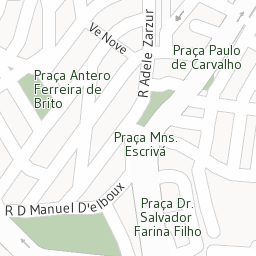 Ve Nove
R Adele Zarzur
Praça Paulo
de Carvalho
Praça Antero
Ferreira de
Brito
Praça Mns.
Escrivá
R D Manuel D'elboux
Praça Dr.
Salvador
Farina Filho